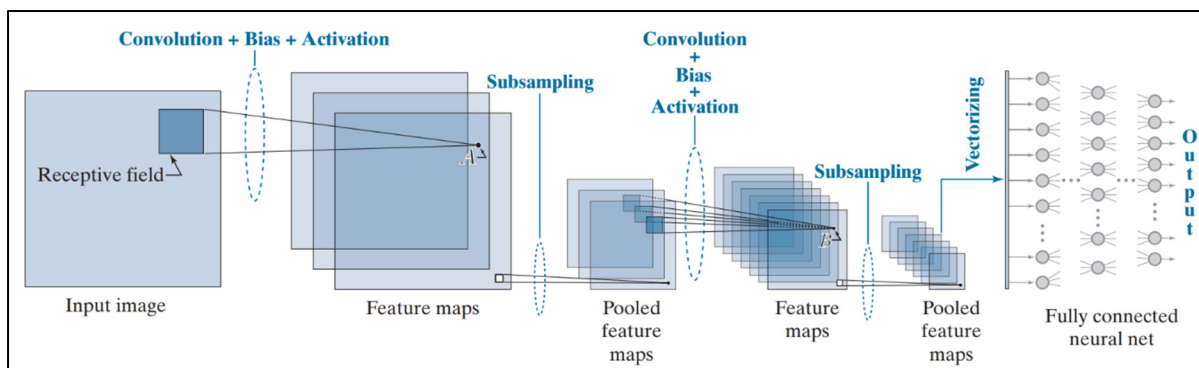 Convolution + Bias + Activation
Receptive field
Input image
A
Feature maps
Subsampling
Pooled
feature
maps
Convolution
+
Bias
+
Activation
B
Feature
maps
Subsampling
Pooled
feature
maps
Vectorizing
Fully connected
neural net
Output